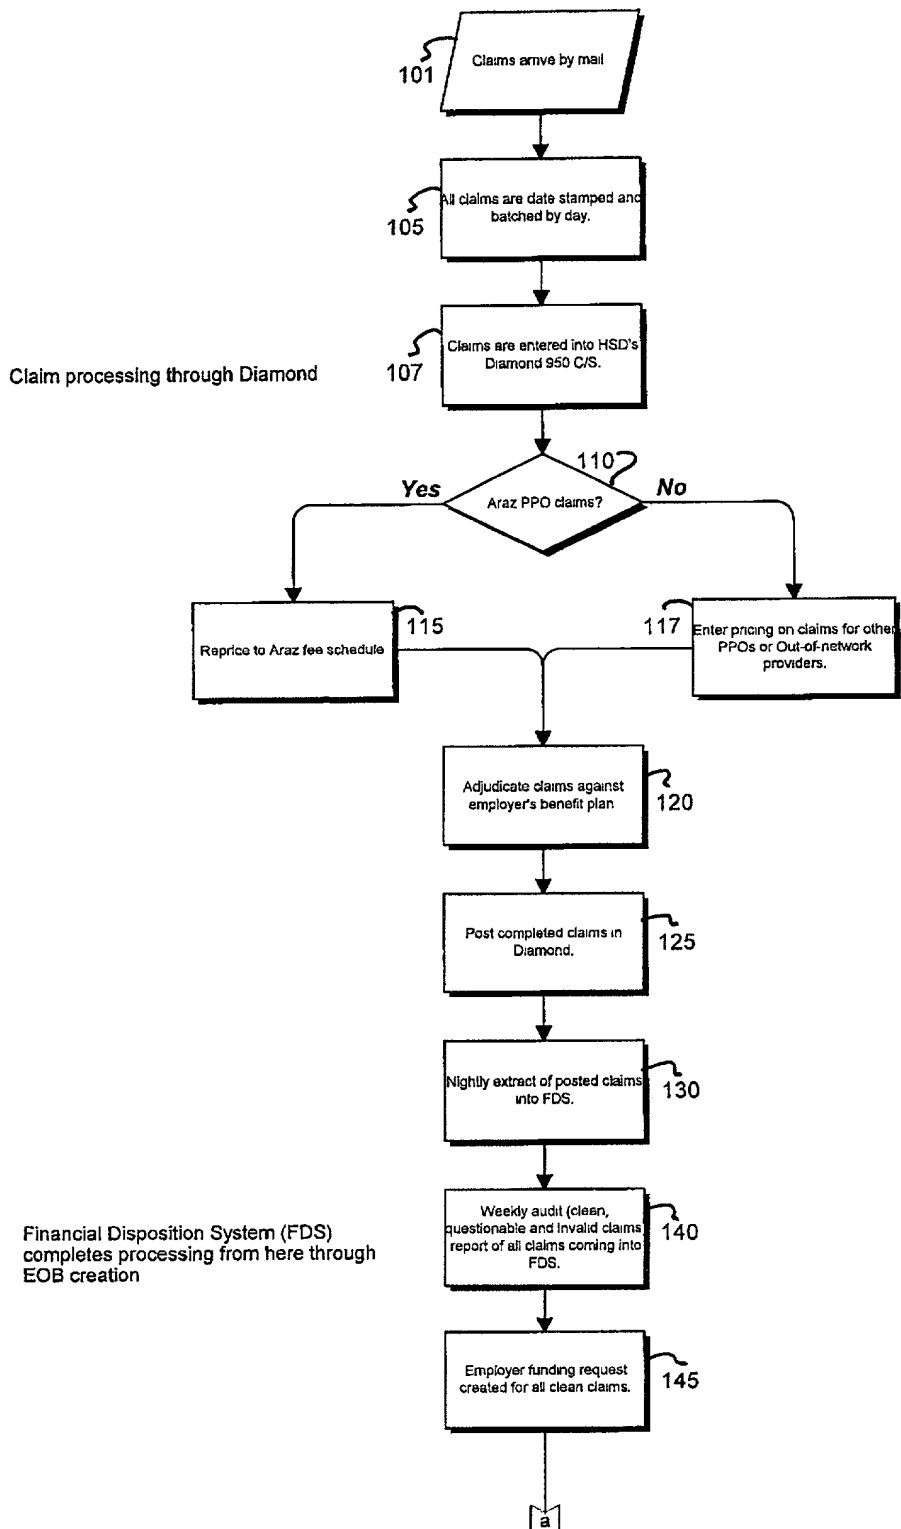 Claims arrive by mail
101
All claims are date stamped and
batched by day.
105
Claims are entered into HSD's
Diamond 950 C/S.
107
Claim processing through Diamond
110
Araz PPO claims?
Yes
No
Reprice to Araz fee schedule
115
117
Enter pricing on claims for other
PPOs or Out-of-network
providers.
Adjudicate claims against
employer's benefit plan
120
Post completed claims in
Diamond.
125
Nightly extract of posted claims
into FDS.
130
Weekly audit (clean,
questionable and invalid claims
report of all claims coming into
FDS.
140
Financial Disposition System (FDS)
completes processing from here through
EOB creation
Employer funding request
created for all clean claims.
145
a